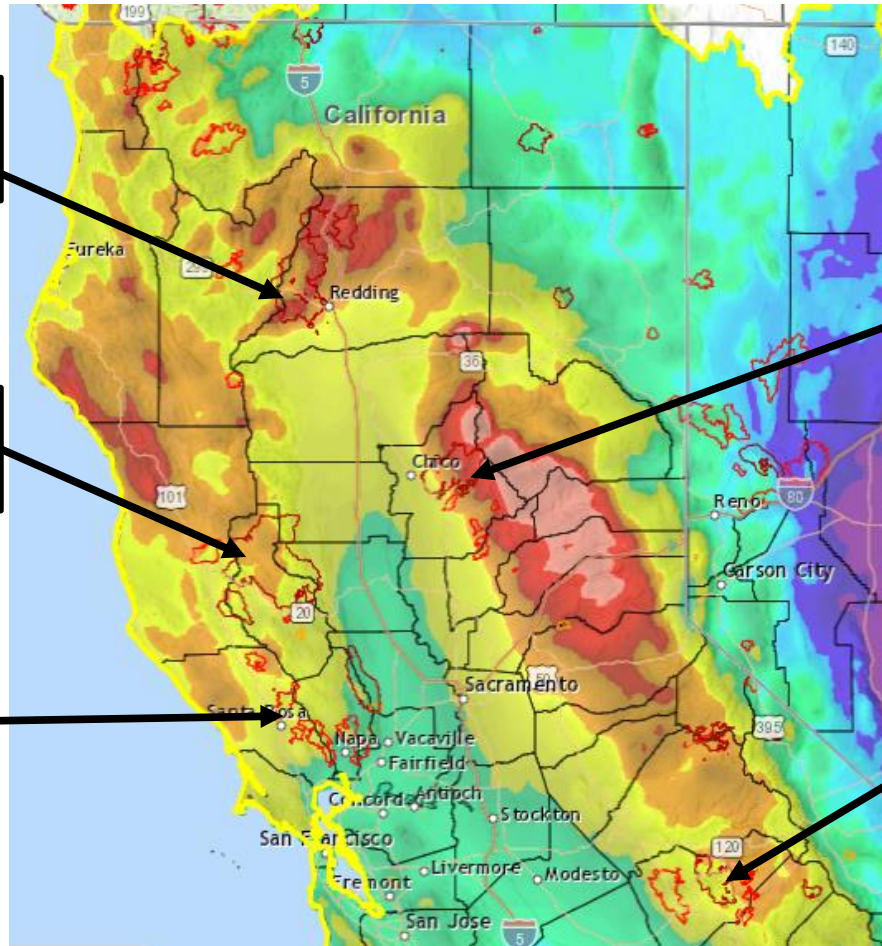 199
140
5
California
Eureka
299
Redding
36
Chico
101
Reno
80
Carson City
20
50
Sacramento
Santa Rosa
395
Napa
Vacaville
Fairfield
Concord
Antioch
Stockton
San Francisco
120
Livermore
Modesto
Fremont
San Jose
5